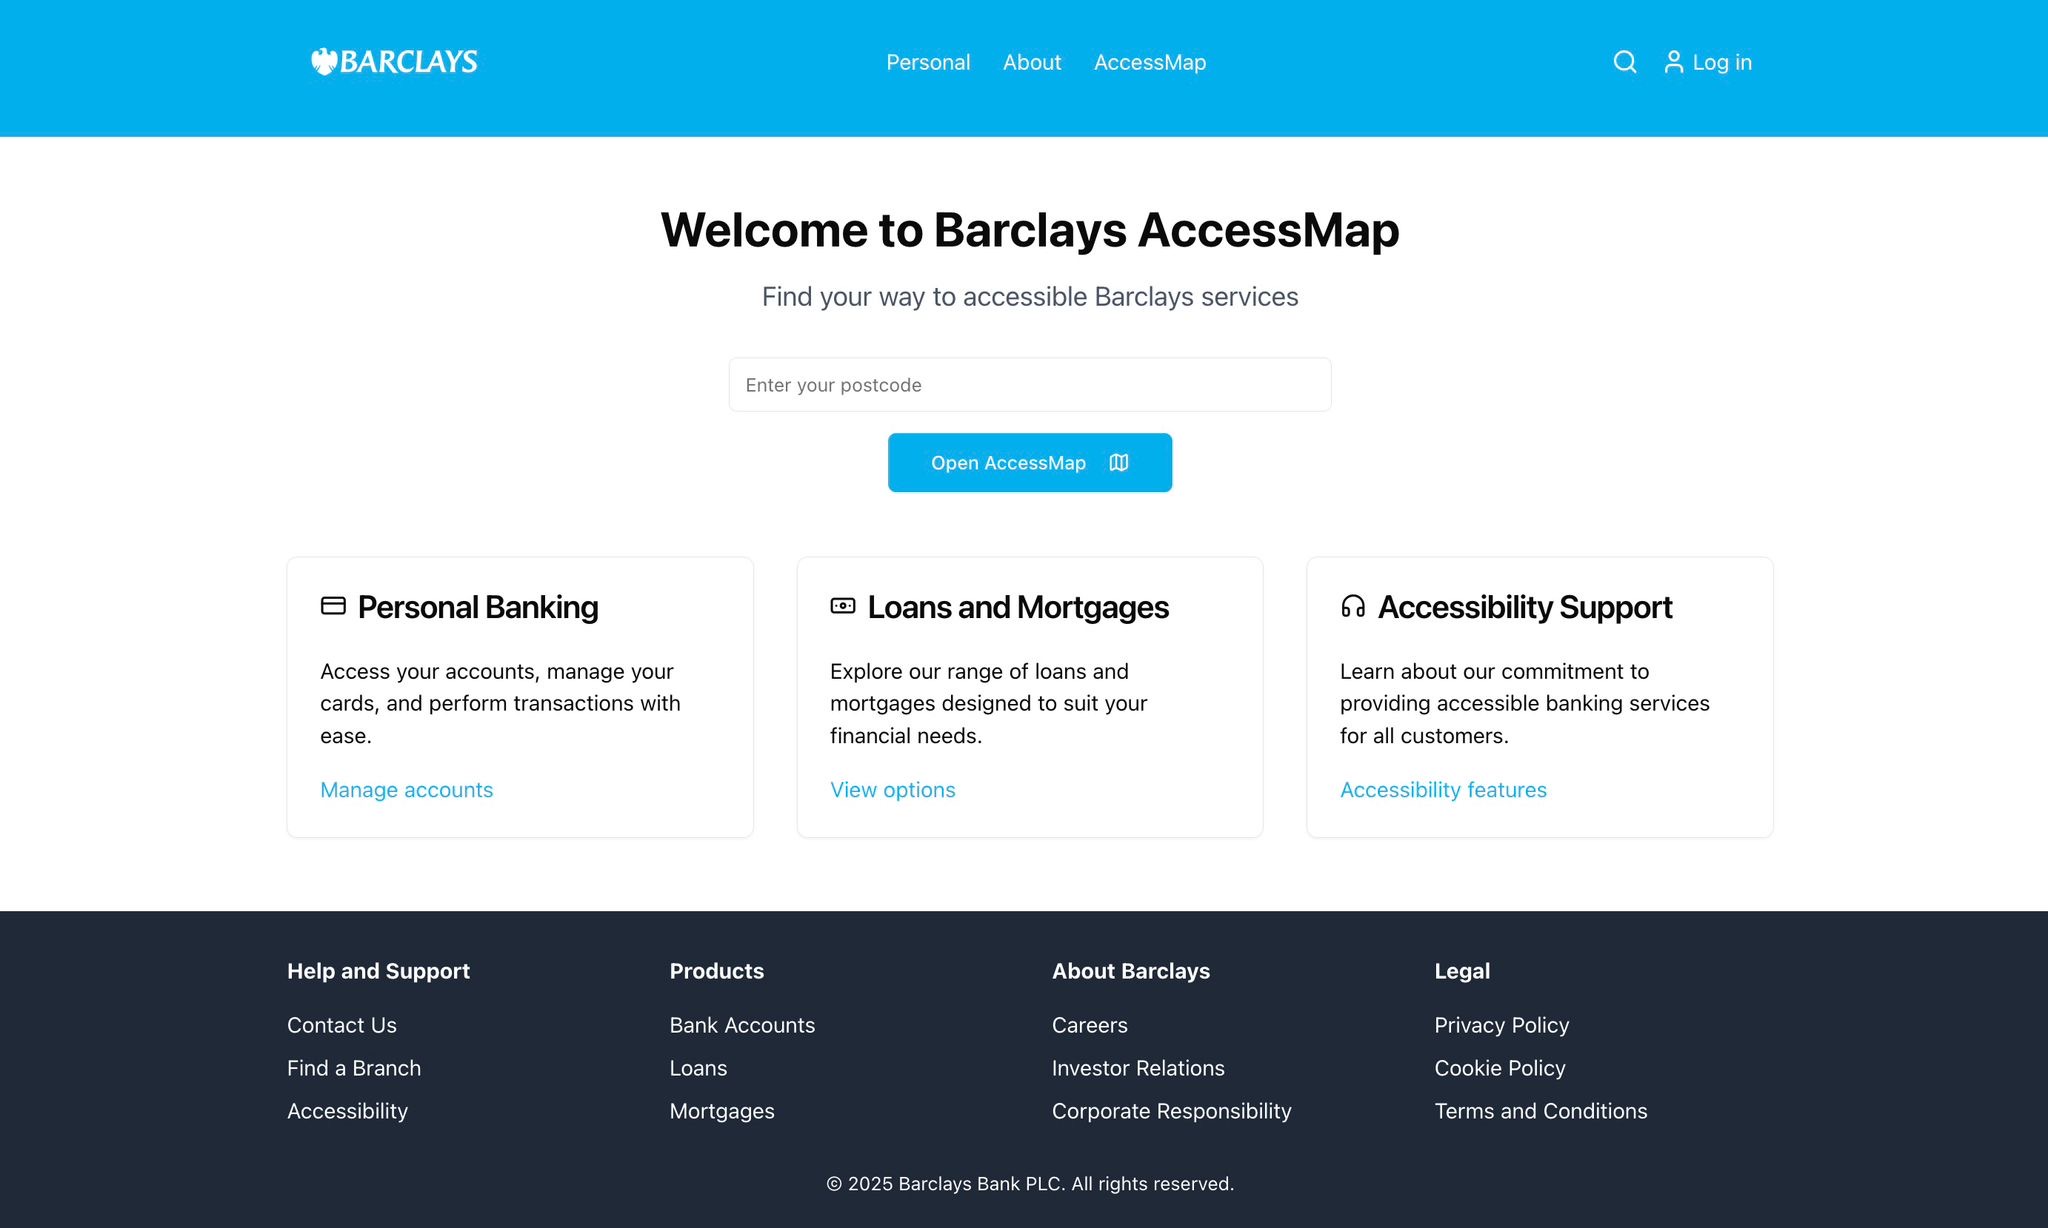 BARCLAYS
Personal About AccessMap
Log in
Welcome to Barclays AccessMap
Find your way to accessible Barclays services
Enter your postcode
Open AccessMap
Personal Banking
Access your accounts, manage your
cards, and perform transactions with
ease.
Manage accounts
Loans and Mortgages
Explore our range of loans and
mortgages designed to suit your
financial needs.
View options
Accessibility Support
Learn about our commitment to
providing accessible banking services
for all customers.
Accessibility features
Help and Support
Contact Us
Find a Branch
Accessibility
Products
Bank Accounts
Loans
Mortgages
About Barclays
Careers
Investor Relations
Corporate Responsibility
Legal
Privacy Policy
Cookie Policy
Terms and Conditions
© 2025 Barclays Bank PLC. All rights reserved.